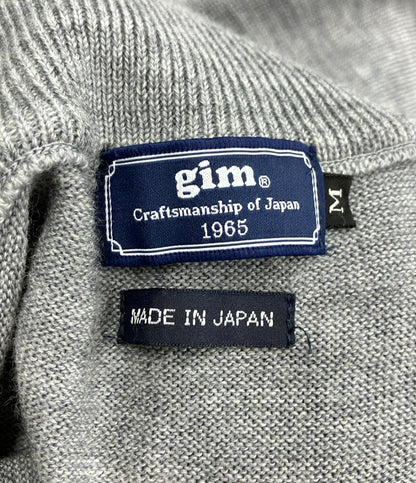 gim®
Craftsmanship of Japan
1965
M
MADE IN JAPAN